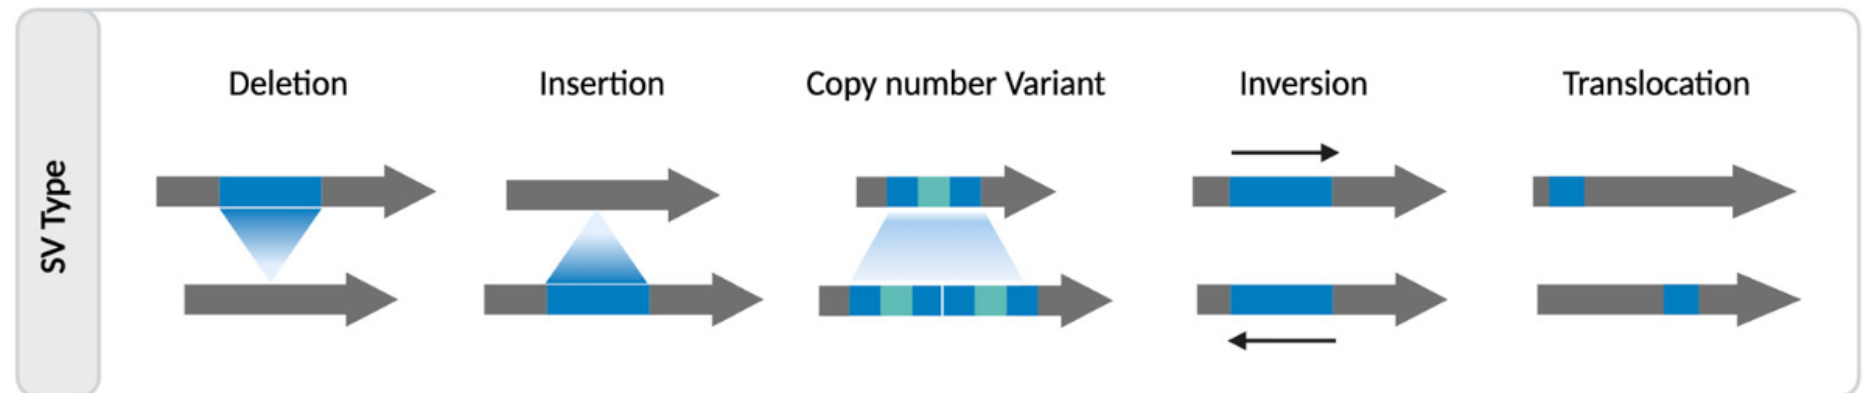 SV Type
Deletion
Insertion
Copy number Variant
Inversion
Translocation